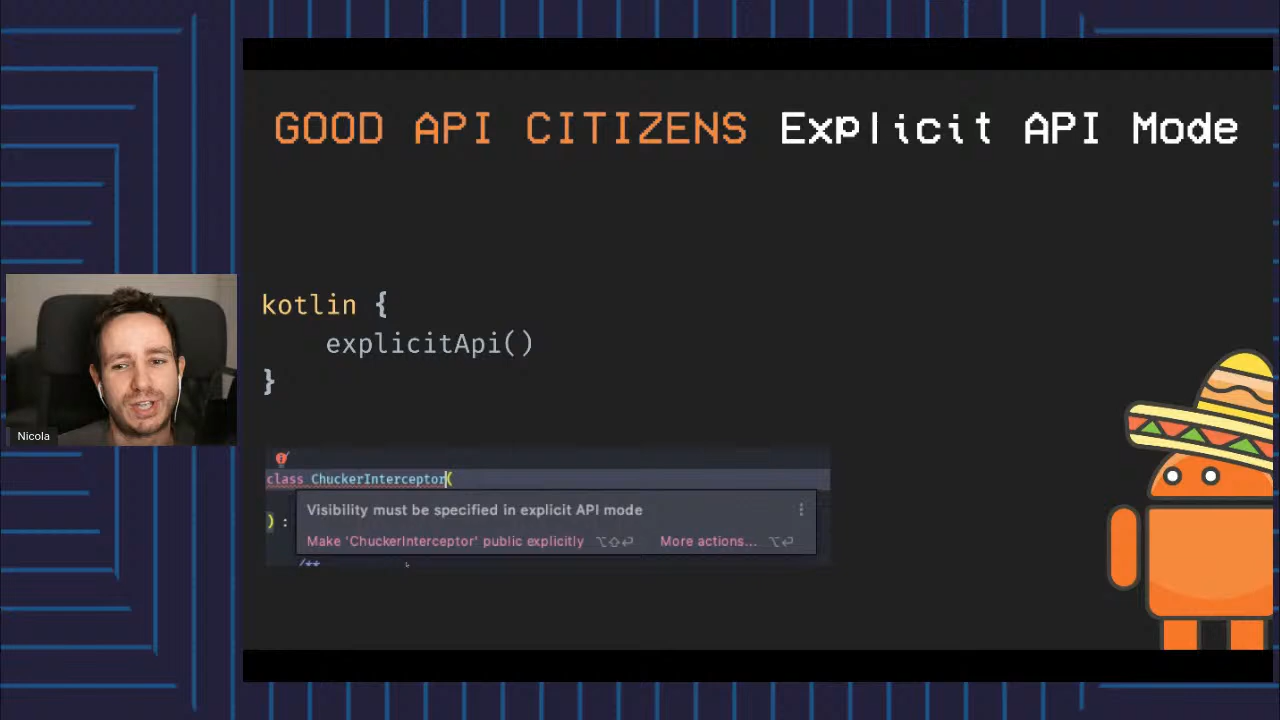 GOOD API CITIZENS Explicit API Mode
kotlin {
explicitApi()
}
Nicola
class ChuckerInterceptor(
Visibility must be specified in explicit API mode
) :
Make 'ChuckerInterceptor' public explicitly ⌥⇧⏎ More actions... ⌥⏎
/**